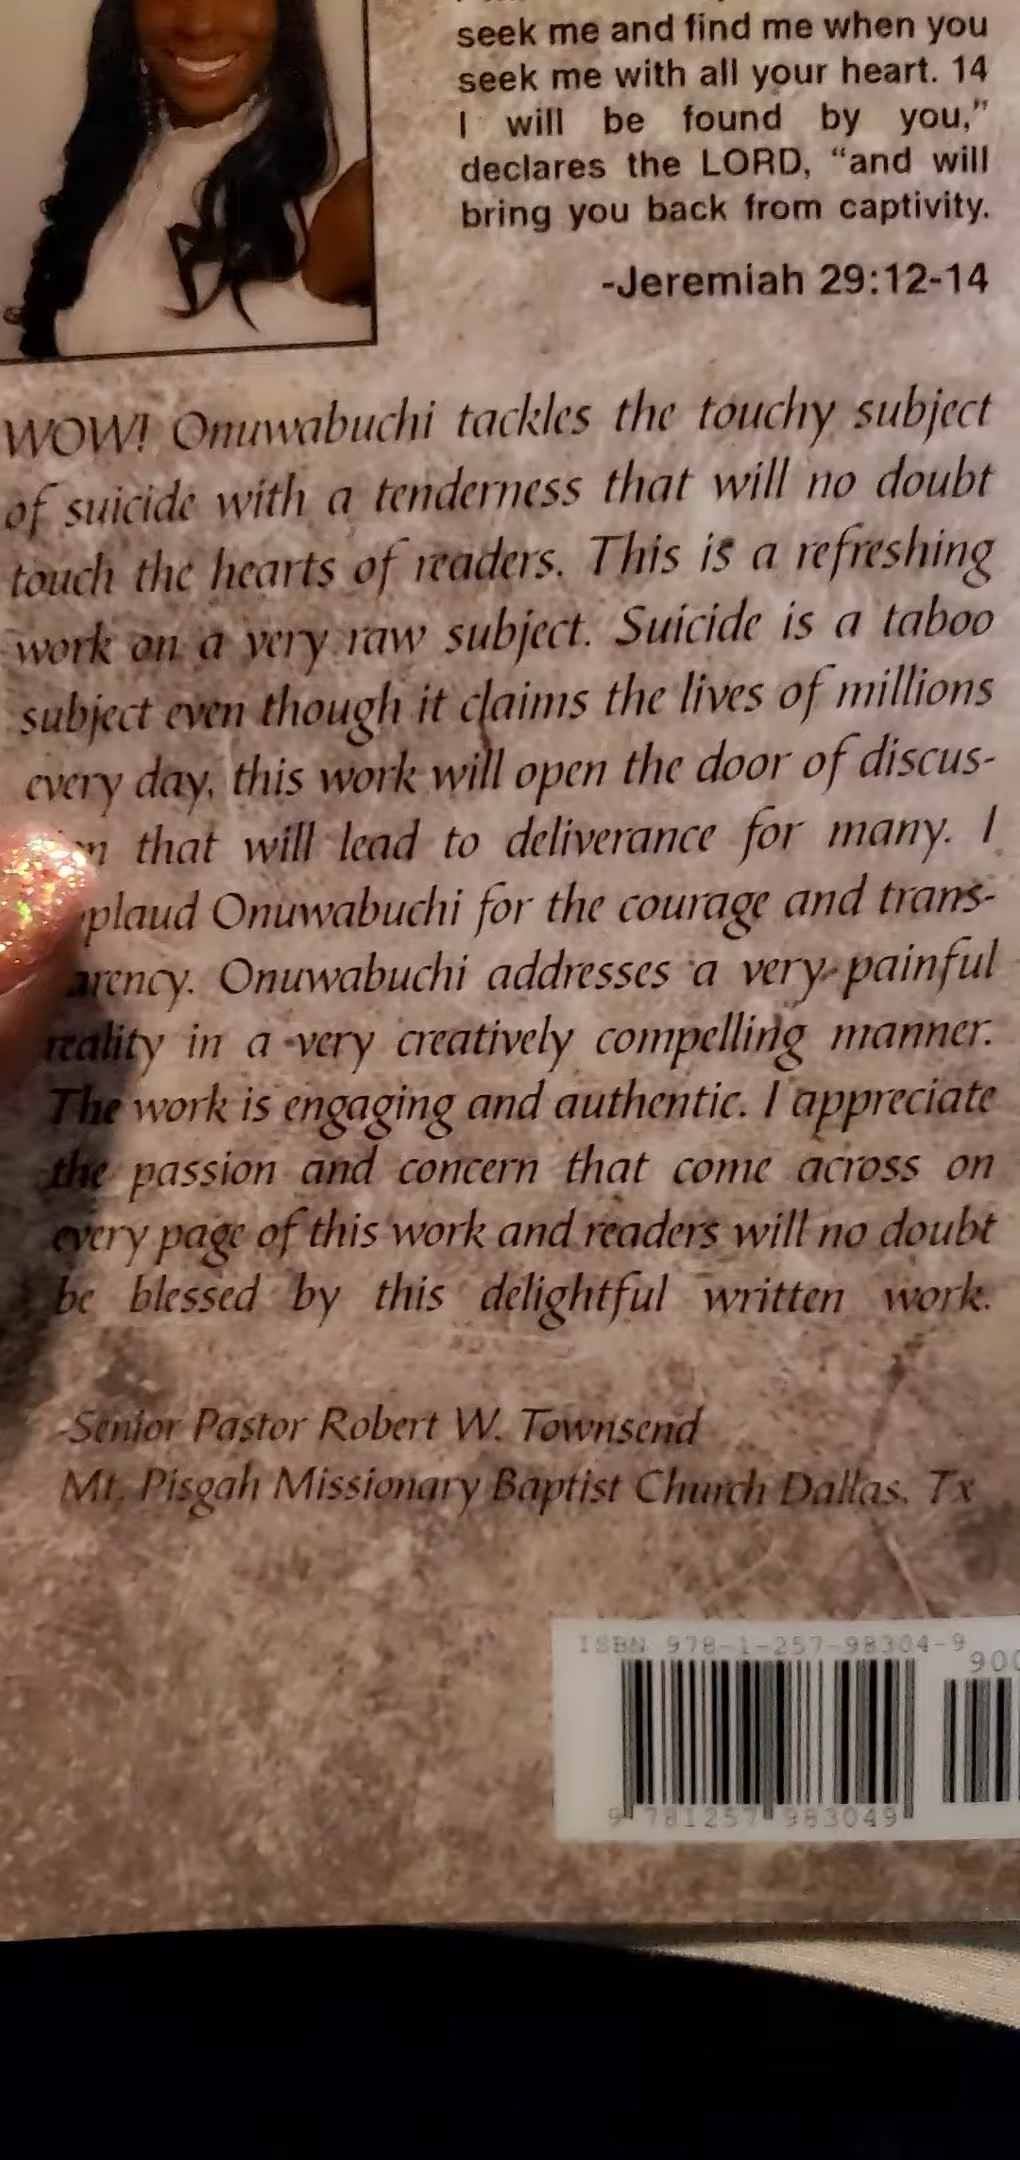 seek me and find me when you
seek me with all your heart. 14
I will be found by you,”
declares the LORD, “and will
bring you back from captivity.
-Jeremiah 29:12-14
WOW! Onuwabuchi tackles the touchy subject
of suicide with a tenderness that will no doubt
touch the hearts of readers. This is a refreshing
work on a very raw subject. Suicide is a taboo
subject even though it claims the lives of millions
every day, this work will open the door of discus-
that will lead to deliverance for many. I
plaud Onuwabuchi for the courage and trans-
arency. Onuwabuchi addresses a very painful
reality in a very creatively compelling manner.
The work is engaging and authentic. I appreciate
the passion and concern that come across on
every page of this work and readers will no doubt
be blessed by this delightful written work.
-Senior Pastor Robert W. Townsend
Mt. Pisgah Missionary Baptist Church Dallas, Tx
ISBN 978-1-257-98304-9
900
9 781257 983049